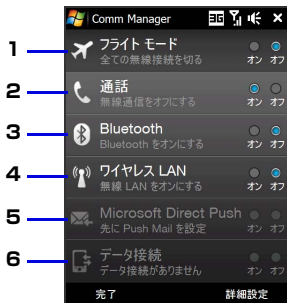 Comm Manager
1 フライト モード
全ての無線接続を切る オン オフ
2 通話
無線通信をオフにする オン オフ
3 Bluetooth
Bluetooth をオンにする オン オフ
4 ワイヤレス LAN
無線 LAN をオンにする オン オフ
5 Microsoft Direct Push
先に Push Mail を設定 オン オフ
6 データ接続
データ接続がありません オン オフ
完了 詳細設定